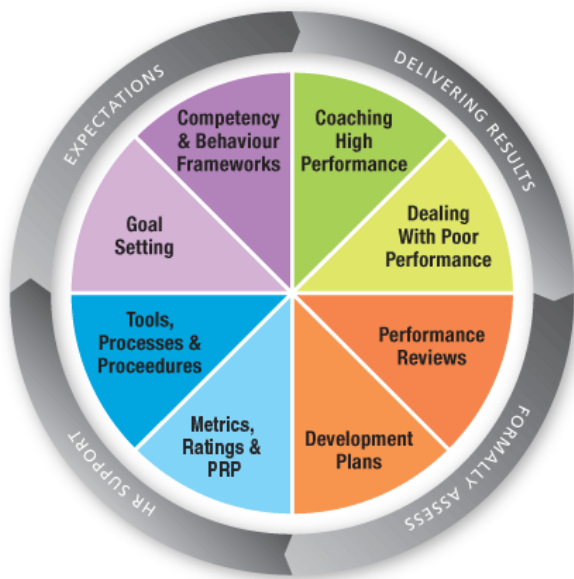 EXPECTATIONS
DELIVERING RESULTS
FORMALLY ASSESS
HR SUPPORT
Competency
& Behaviour
Frameworks
Coaching
High
Performance
Dealing
With Poor
Performance
Performance
Reviews
Development
Plans
Metrics,
Ratings &
PRP
Tools,
Processes &
Proceedures
Goal
Setting